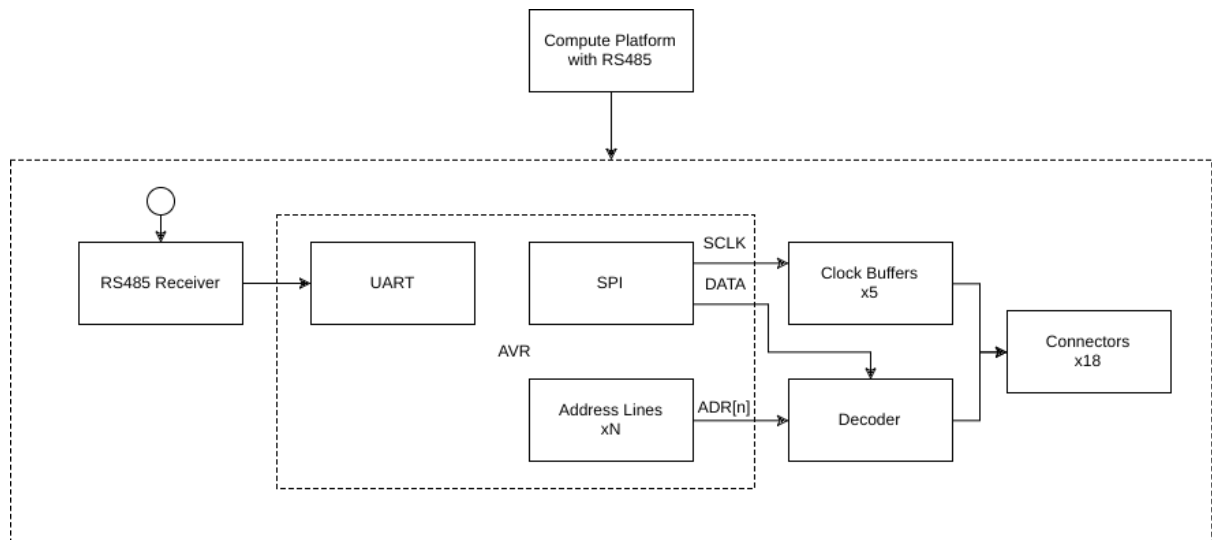 Compute Platform
with RS485
RS485 Receiver
UART
SPI
SCLK
DATA
Clock Buffers
x5
AVR
Connectors
x18
Address Lines
xN
ADR[n]
Decoder